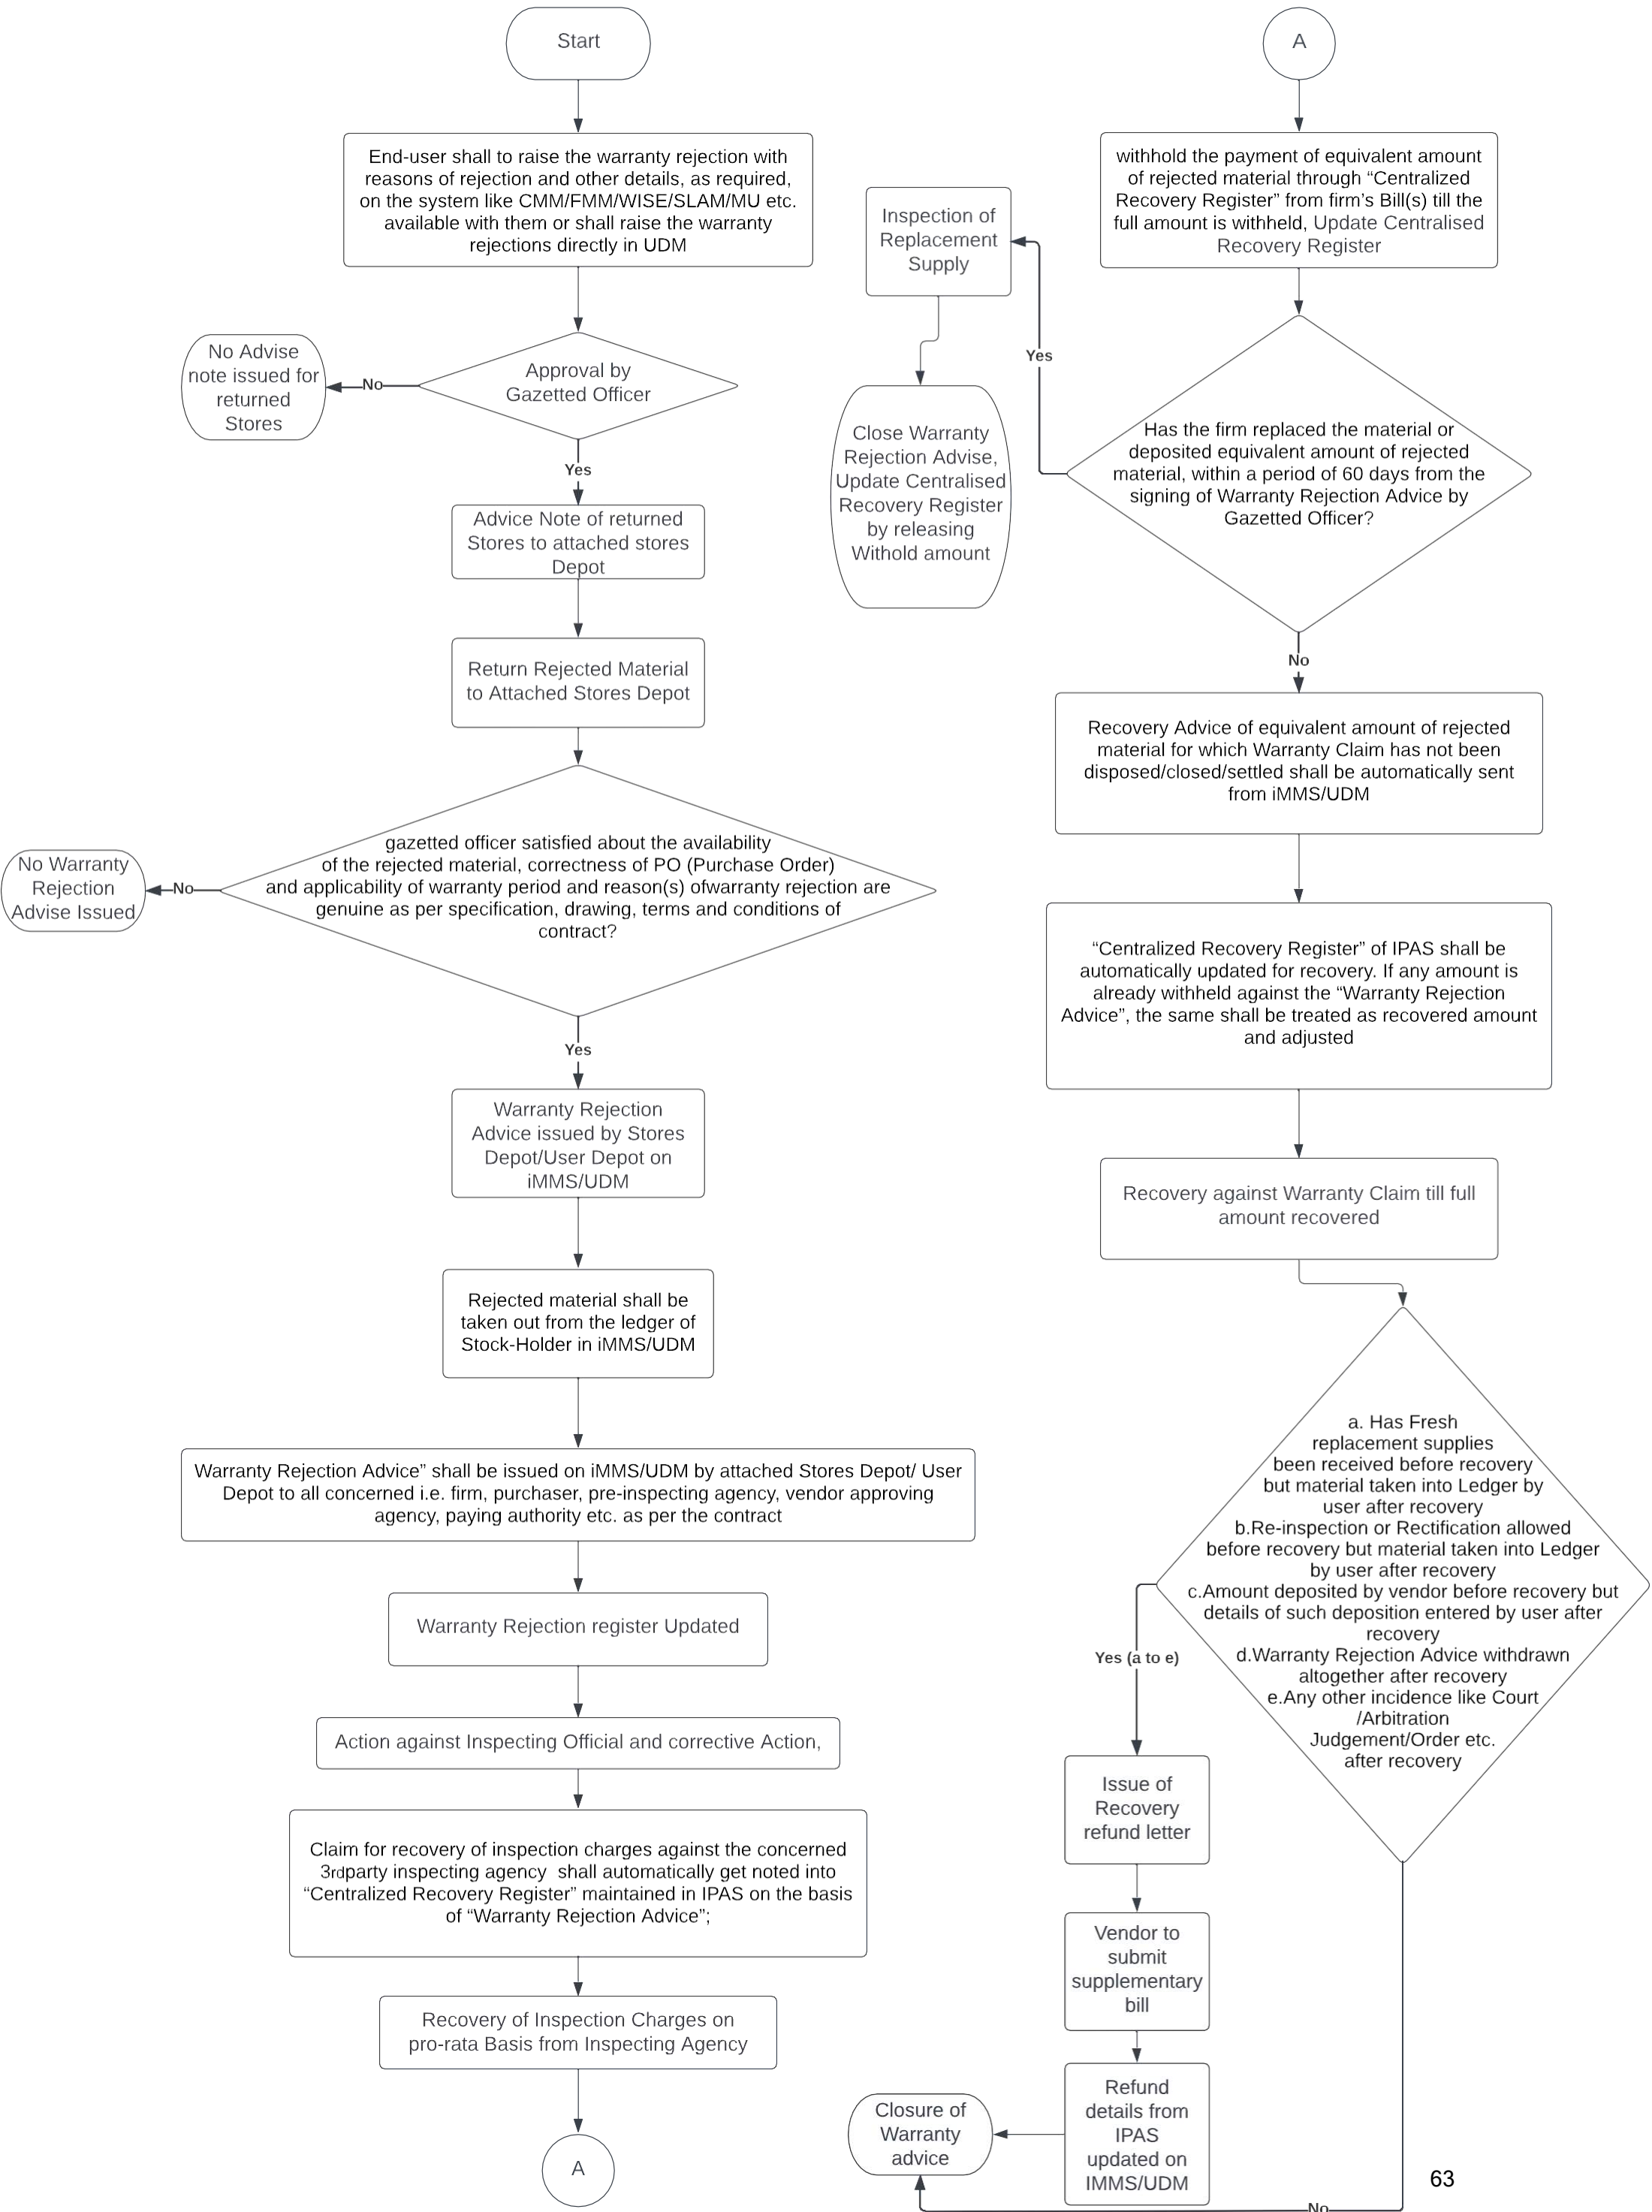 Start
End-user shall to raise the warranty rejection with
reasons of rejection and other details, as required,
on the system like CMM/FMM/WISE/SLAM/MU etc.
available with them or shall raise the warranty
rejections directly in UDM
Approval by
Gazetted Officer
No
No Advise
note issued for
returned
Stores
Yes
Advice Note of returned
Stores to attached stores
Depot
Return Rejected Material
to Attached Stores Depot
gazetted officer satisfied about the availability
of the rejected material, correctness of PO (Purchase Order)
and applicability of warranty period and reason(s) ofwarranty rejection are
genuine as per specification, drawing, terms and conditions of
contract?
No
No Warranty
Rejection
Advise Issued
Yes
Warranty Rejection
Advice issued by Stores
Depot/User Depot on
iMMS/UDM
Rejected material shall be
taken out from the ledger of
Stock-Holder in iMMS/UDM
Warranty Rejection Advice” shall be issued on iMMS/UDM by attached Stores Depot/ User
Depot to all concerned i.e. firm, purchaser, pre-inspecting agency, vendor approving
agency, paying authority etc. as per the contract
Warranty Rejection register Updated
Action against Inspecting Official and corrective Action,
Claim for recovery of inspection charges against the concerned
3rdparty inspecting agency  shall automatically get noted into
“Centralized Recovery Register” maintained in IPAS on the basis
of “Warranty Rejection Advice”;
Recovery of Inspection Charges on
pro-rata Basis from Inspecting Agency
A
A
withhold the payment of equivalent amount
of rejected material through “Centralized
Recovery Register” from firm’s Bill(s) till the
full amount is withheld, Update Centralised
Recovery Register
Has the firm replaced the material or
deposited equivalent amount of rejected
material, within a period of 60 days from the
signing of Warranty Rejection Advice by
Gazetted Officer?
Yes
Inspection of
Replacement
Supply
Close Warranty
Rejection Advise,
Update Centralised
Recovery Register
by releasing
Withold amount
No
Recovery Advice of equivalent amount of rejected
material for which Warranty Claim has not been
disposed/closed/settled shall be automatically sent
from iMMS/UDM
“Centralized Recovery Register” of IPAS shall be
automatically updated for recovery. If any amount is
already withheld against the “Warranty Rejection
Advice”, the same shall be treated as recovered amount
and adjusted
Recovery against Warranty Claim till full
amount recovered
a. Has Fresh
replacement supplies
been received before recovery
but material taken into Ledger by
user after recovery
b.Re-inspection or Rectification allowed
before recovery but material taken into Ledger
by user after recovery
c.Amount deposited by vendor before recovery but
details of such deposition entered by user after
recovery
d.Warranty Rejection Advice withdrawn
altogether after recovery
e.Any other incidence like Court
/Arbitration
Judgement/Order etc.
after recovery
Yes (a to e)
Issue of
Recovery
refund letter
Vendor to
submit
supplementary
bill
Refund
details from
IPAS
updated on
IMMS/UDM
Closure of
Warranty
advice
No
63